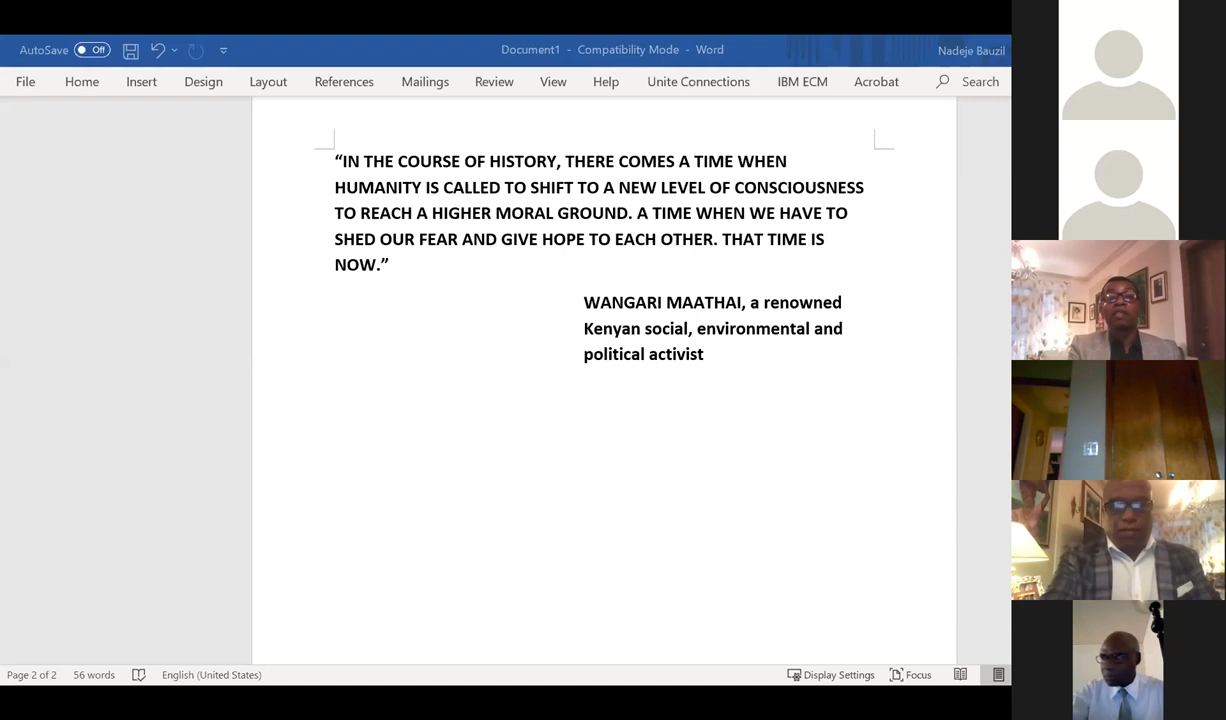 AutoSave Off Document1 - Compatibility Mode - Word Nadeje Bauzil
File Home Insert Design Layout References Mailings Review View Help Unite Connections IBM ECM Acrobat Search
“IN THE COURSE OF HISTORY, THERE COMES A TIME WHEN
HUMANITY IS CALLED TO SHIFT TO A NEW LEVEL OF CONSCIOUSNESS
TO REACH A HIGHER MORAL GROUND. A TIME WHEN WE HAVE TO
SHED OUR FEAR AND GIVE HOPE TO EACH OTHER. THAT TIME IS
NOW.”
WANGARI MAATHAI, a renowned
Kenyan social, environmental and
political activist
Page 2 of 2 56 words English (United States) Display Settings Focus